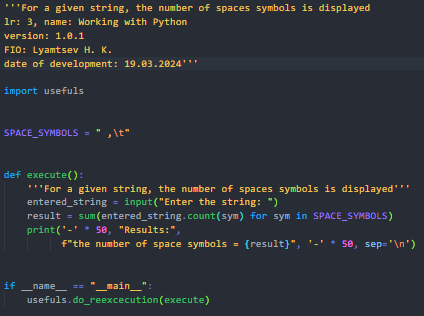 '''For a given string, the number of spaces symbols is displayed
lr: 3, name: Working with Python
version: 1.0.1
FIO: Lyamtsev H. K.
date of development: 19.03.2024'''
import usefuls
SPACE_SYMBOLS = " ,\t"
def execute():
    '''For a given string, the number of spaces symbols is displayed'''
    entered_string = input("Enter the string: ")
    result = sum(entered_string.count(sym) for sym in SPACE_SYMBOLS)
    print('-' * 50, "Results:",
          f"the number of space symbols = {result}", '-' * 50, sep='\n')
if __name__ == "__main__":
    usefuls.do_reexcecution(execute)